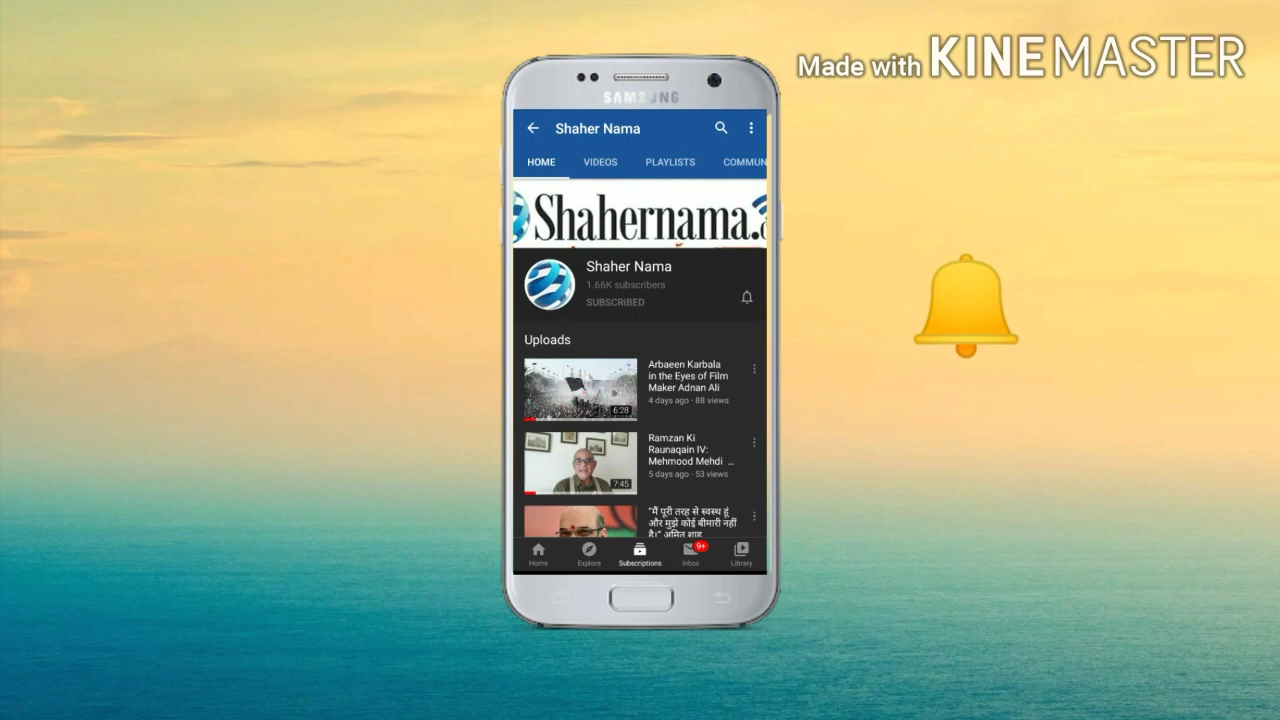 Made with KINEMASTER
SAMSUNG
Shaher Nama
HOME VIDEOS PLAYLISTS COMMUN
Shahernama.
Shaher Nama
1.66K subscribers
SUBSCRIBED
Uploads
Arbaeen Karbala
in the Eyes of Film
Maker Adnan Ali
4 days ago · 88 views
6:28
Ramzan Ki
Raunaqain IV:
Mehmood Mehdi ...
5 days ago · 53 views
7:45
"मैं पूरी तरह से स्वस्थ हूं
और मुझे कोई बीमारी नहीं
है।" अमित शाह
9+
Home Explore Subscriptions Inbox Library